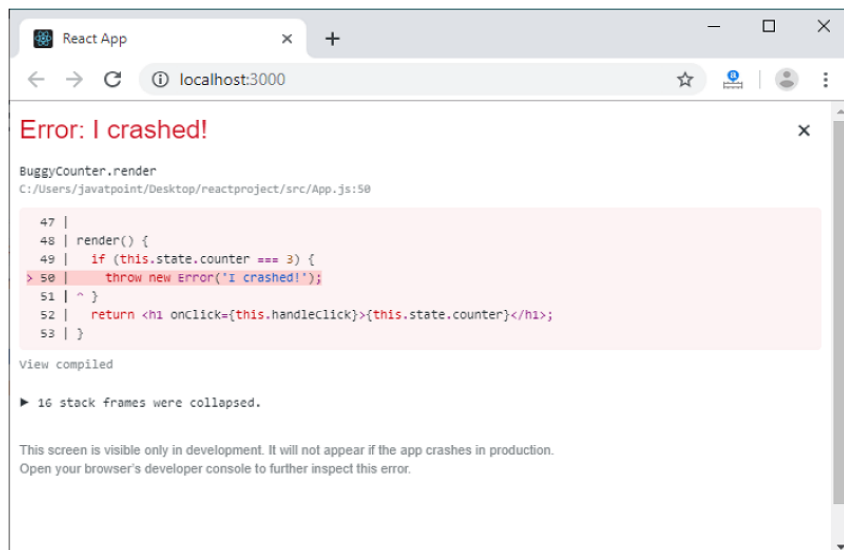 React App
localhost:3000
Error: I crashed!
BuggyCounter.render
C:/Users/javatpoint/Desktop/reactproject/src/App.js:50
47 |
48 | render() {
49 |   if (this.state.counter === 3) {
> 50 |     throw new Error('I crashed!');
51 | ^ }
52 |   return <h1 onClick={this.handleClick}>{this.state.counter}</h1>;
53 | }
View compiled
▶ 16 stack frames were collapsed.
This screen is visible only in development. It will not appear if the app crashes in production.
Open your browser's developer console to further inspect this error.